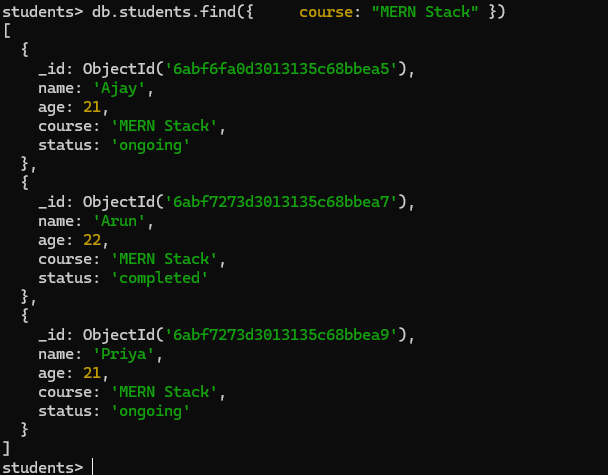 students> db.students.find({     course: "MERN Stack" })
[
  {
    _id: ObjectId('6abf6fa0d3013135c68bbea5'),
    name: 'Ajay',
    age: 21,
    course: 'MERN Stack',
    status: 'ongoing'
  },
  {
    _id: ObjectId('6abf7273d3013135c68bbea7'),
    name: 'Arun',
    age: 22,
    course: 'MERN Stack',
    status: 'completed'
  },
  {
    _id: ObjectId('6abf7273d3013135c68bbea9'),
    name: 'Priya',
    age: 21,
    course: 'MERN Stack',
    status: 'ongoing'
  }
]
students>